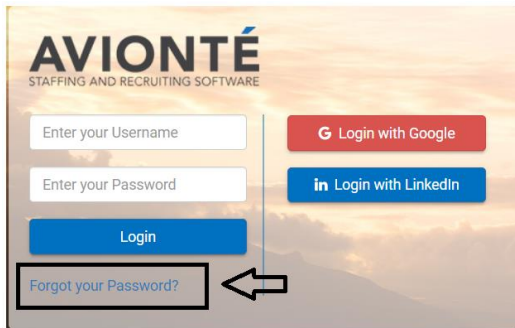 AVIONTÉ
STAFFING AND RECRUITING SOFTWARE
Enter your Username
Enter your Password
Login
Forgot your Password?
G Login with Google
in Login with LinkedIn